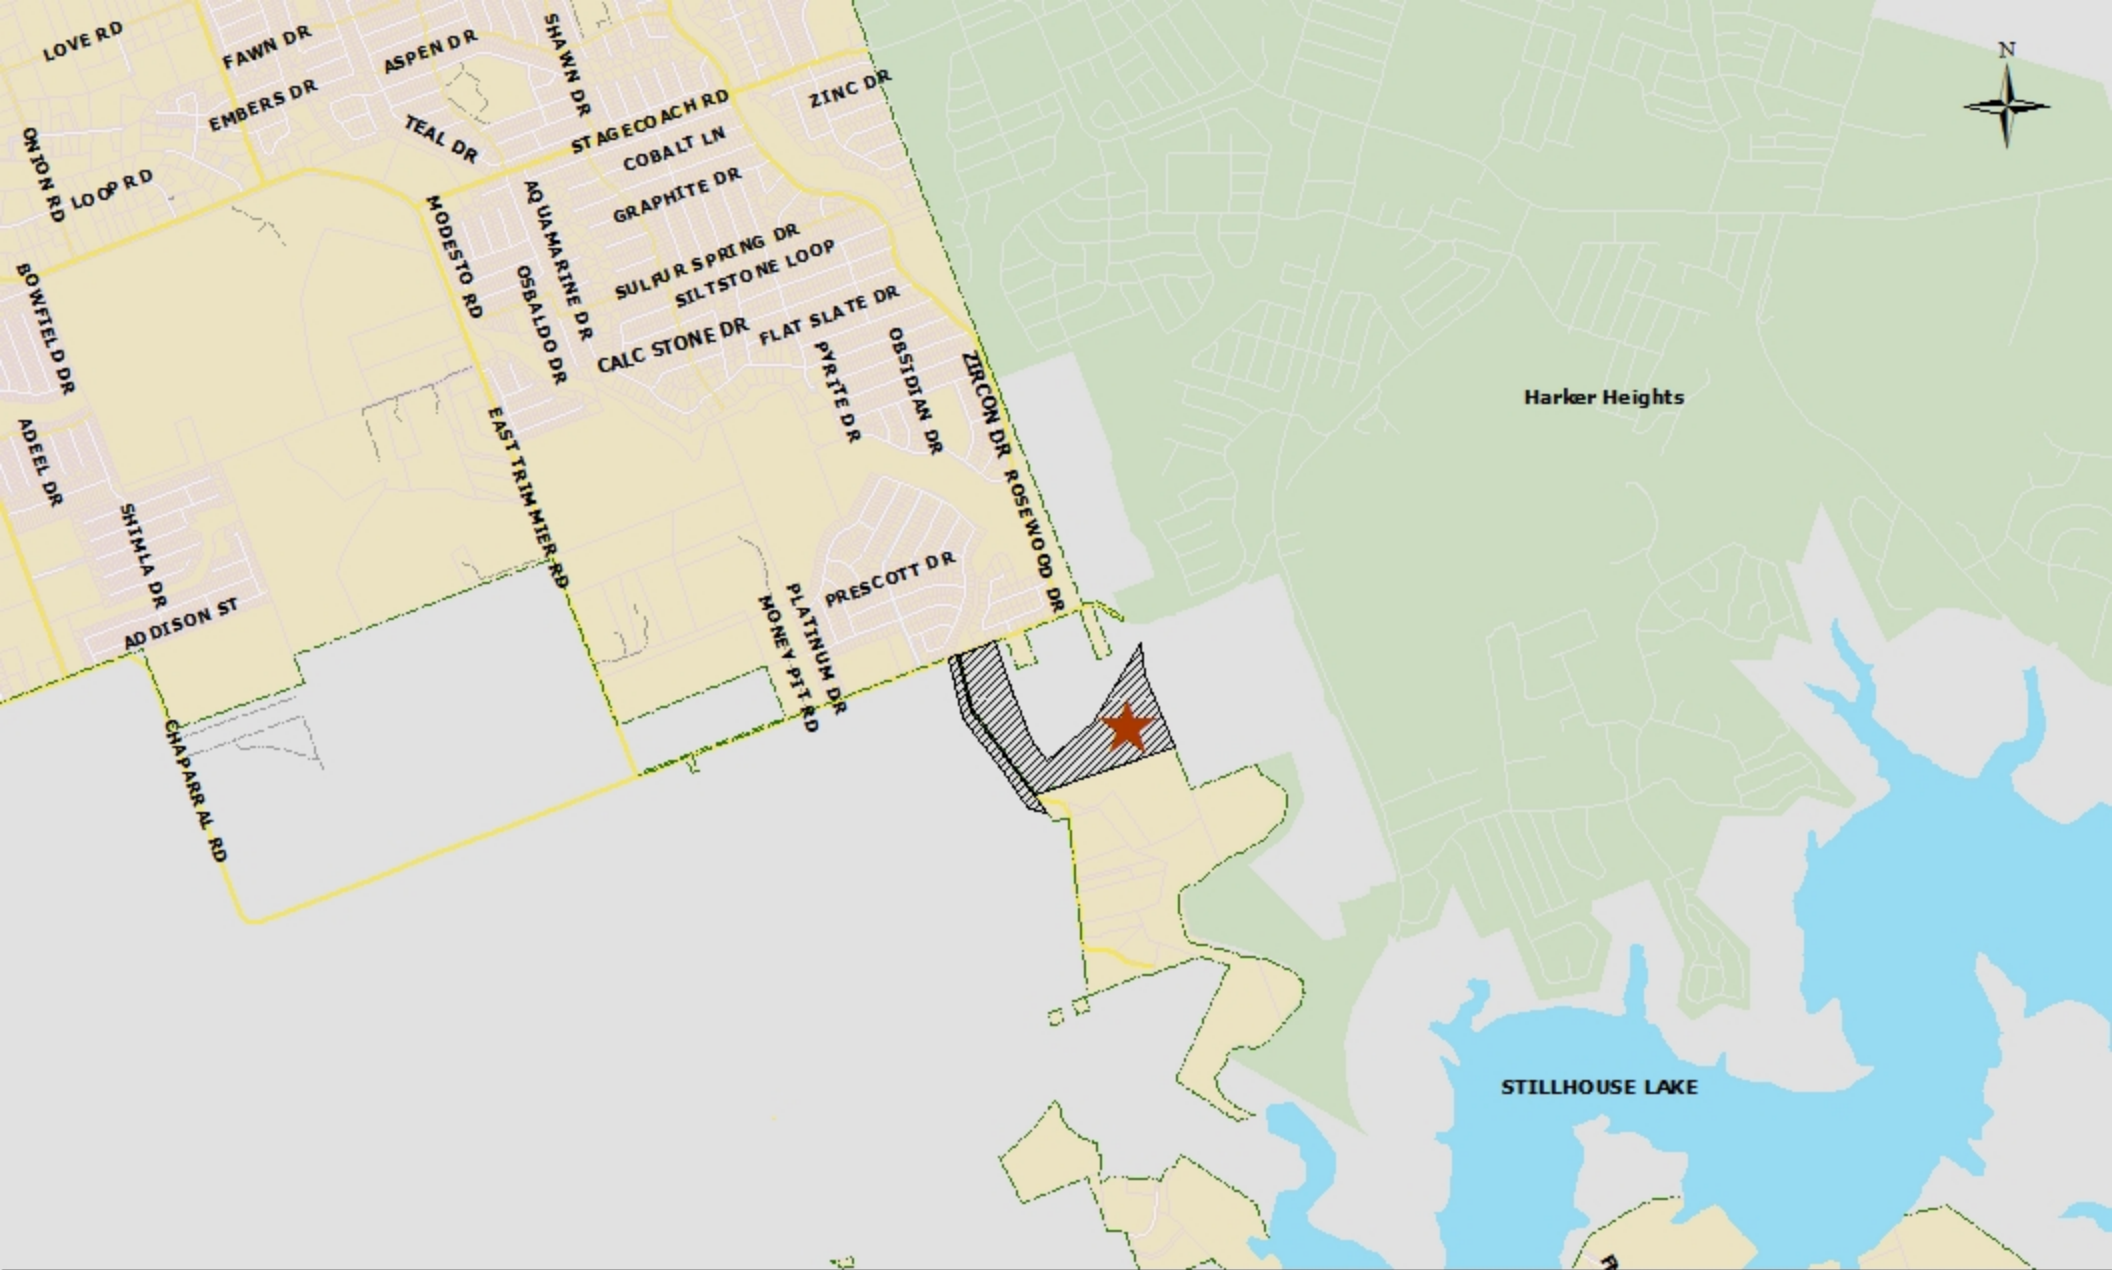 LOVE RD
FAWN DR
ASPEN DR
SHAWN DR
N
ZINC DR
EMBERS DR
STAGECOACH RD
TEAL DR
COBALT LN
ONION RD
LOOP RD
GRAPHITE DR
MODESTO RD
AQUAMARINE DR
SULFUR SPRING DR
SILTSTONE LOOP
BOWFIELD DR
OSBALDO DR
CALC STONE DR
FLAT SLATE DR
PYRITE DR
OBSIDIAN DR
ZIRCON DR
Harker Heights
ADEEL DR
EAST TRIMMIER RD
ROSEWOOD DR
SHIMLA DR
PRESCOTT DR
ADDISON ST
PLATINUM DR
MONEY PIT RD
CHAPARRAL RD
STILLHOUSE LAKE